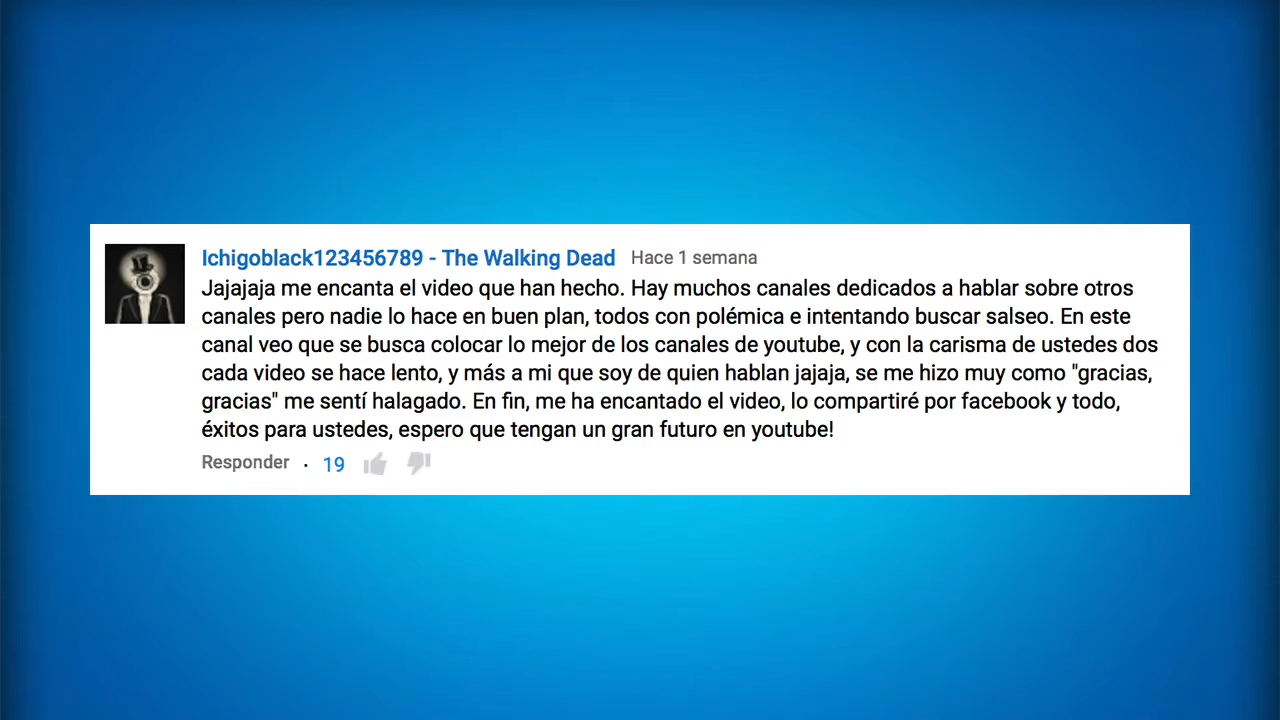 Ichigoblack123456789 - The Walking Dead Hace 1 semana
Jajajaja me encanta el video que han hecho. Hay muchos canales dedicados a hablar sobre otros
canales pero nadie lo hace en buen plan, todos con polémica e intentando buscar salseo. En este
canal veo que se busca colocar lo mejor de los canales de youtube, y con la carisma de ustedes dos
cada video se hace lento, y más a mi que soy de quien hablan jajaja, se me hizo muy como "gracias,
gracias" me sentí halagado. En fin, me ha encantado el video, lo compartiré por facebook y todo,
éxitos para ustedes, espero que tengan un gran futuro en youtube!
Responder · 19